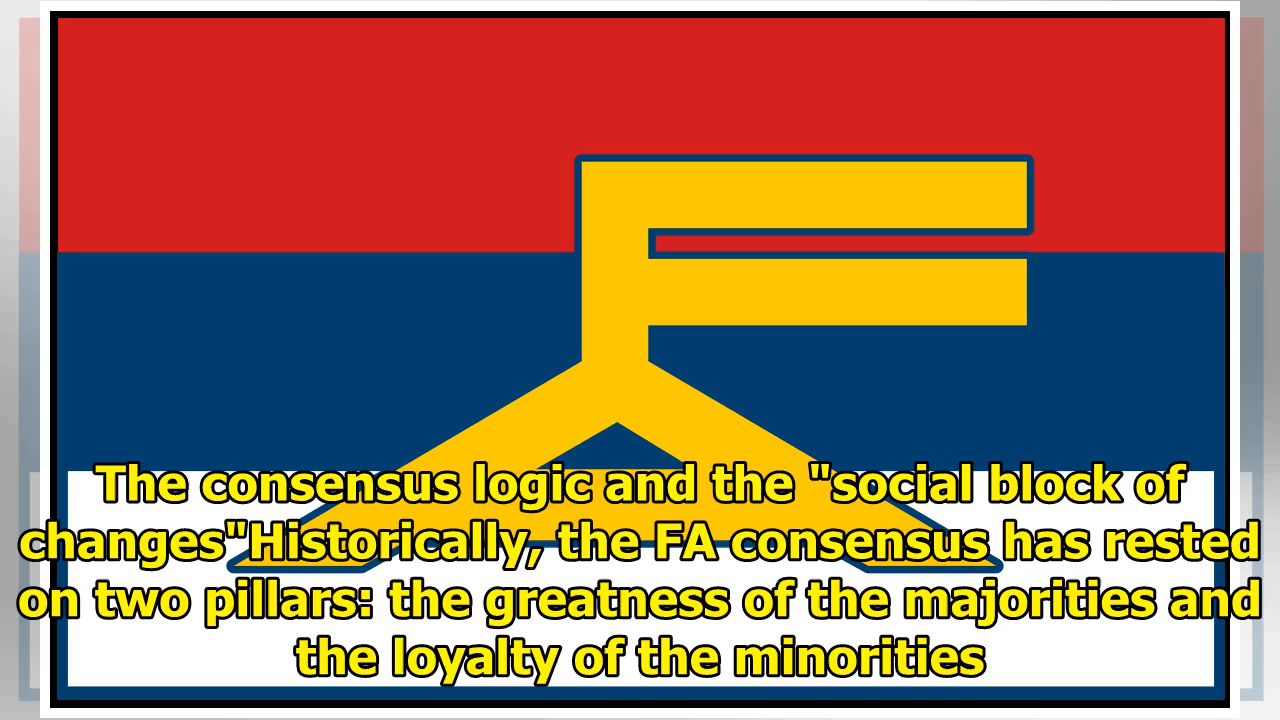 The consensus logic and the "social block of
changes"Historically, the FA consensus has rested
on two pillars: the greatness of the majorities and
the loyalty of the minorities